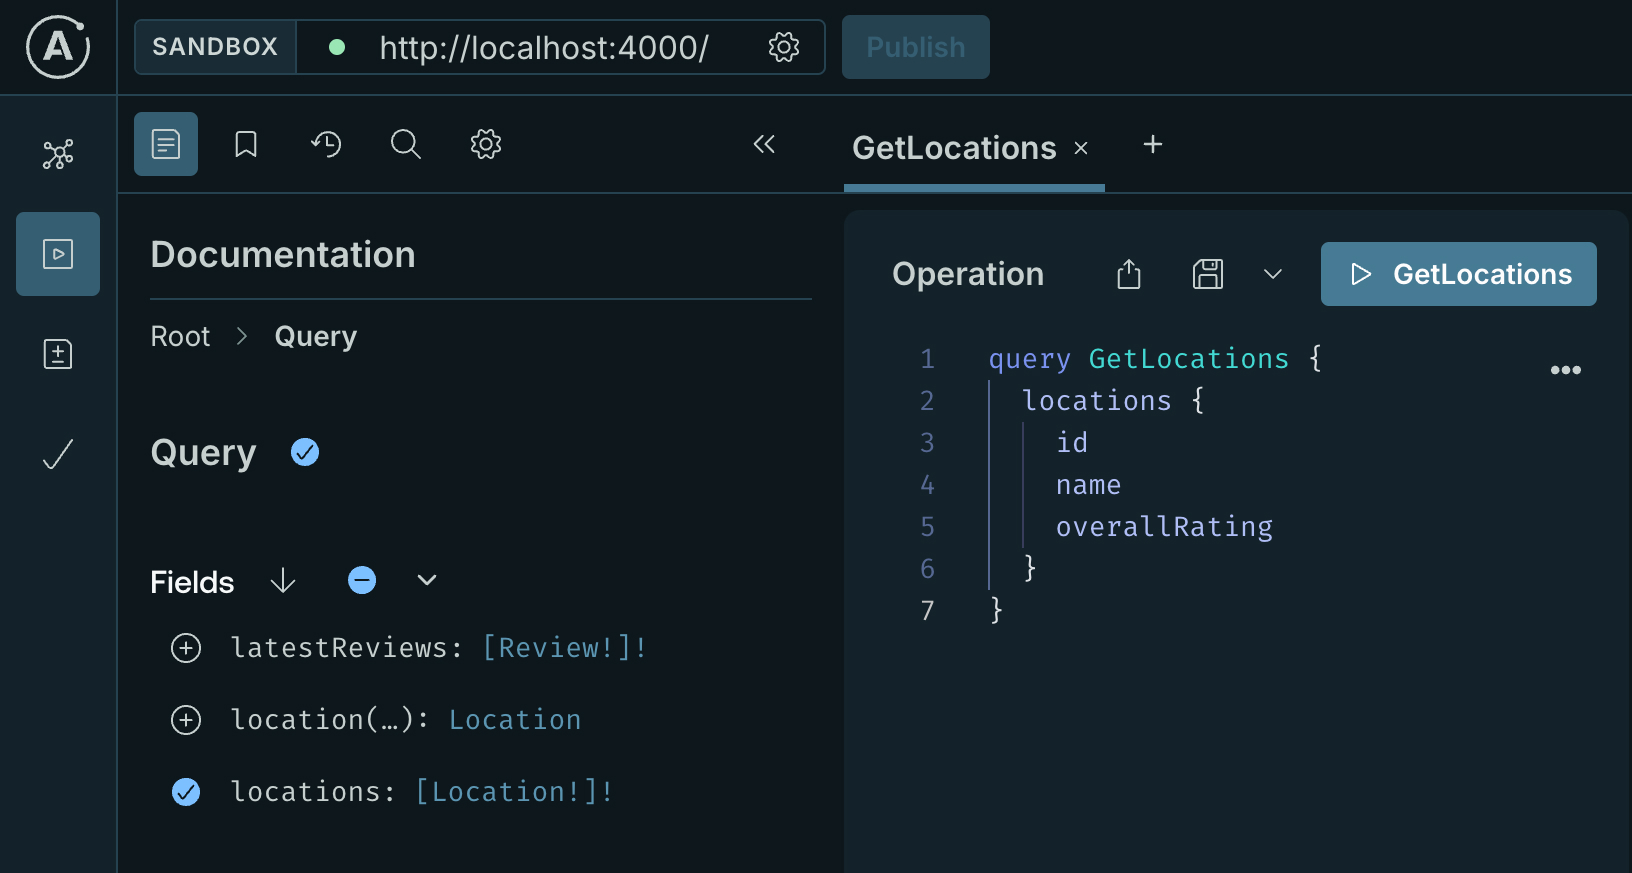 SANDBOX http://localhost:4000/ Publish
GetLocations
Documentation
Root > Query
Query
Fields
latestReviews: [Review!]!
location(…): Location
locations: [Location!]!
Operation
GetLocations
1 query GetLocations {
2 locations {
3 id
4 name
5 overallRating
6 }
7 }